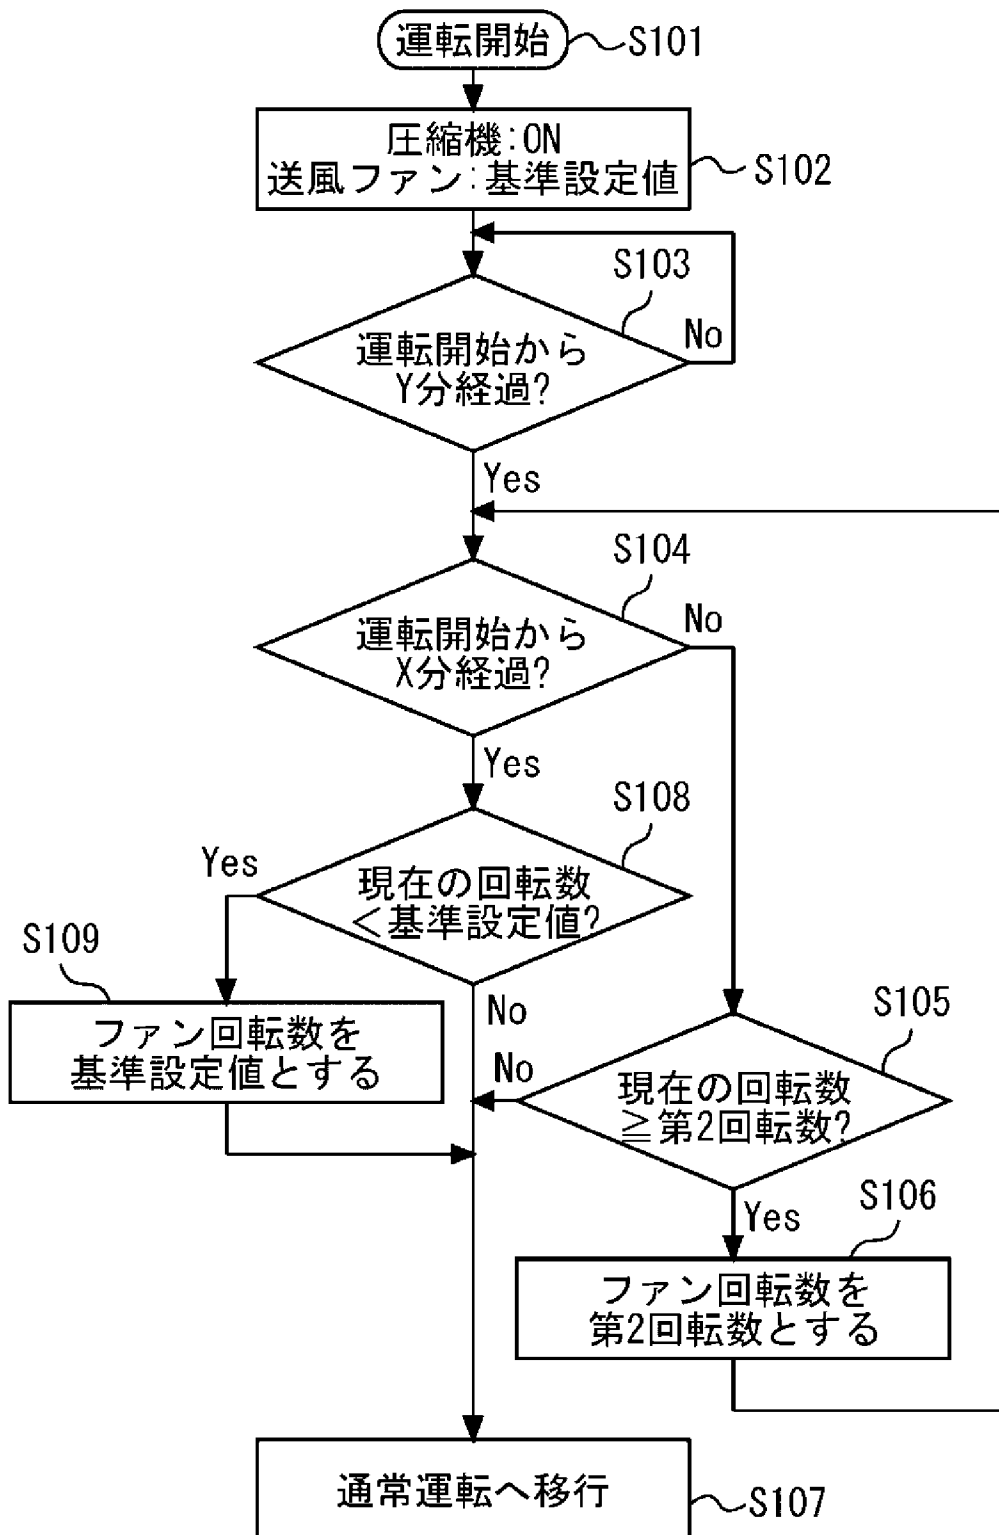 運転開始
S101
圧縮機:ON
送風ファン:基準設定値
S102
S103
No
運転開始から
Y分経過?
Yes
S104
No
運転開始から
X分経過?
Yes
S108
Yes
現在の回転数
<基準設定値?
S109
No
ファン回転数を
基準設定値とする
S105
No
現在の回転数
≧第2回転数?
S106
Yes
ファン回転数を
第2回転数とする
通常運転へ移行
S107